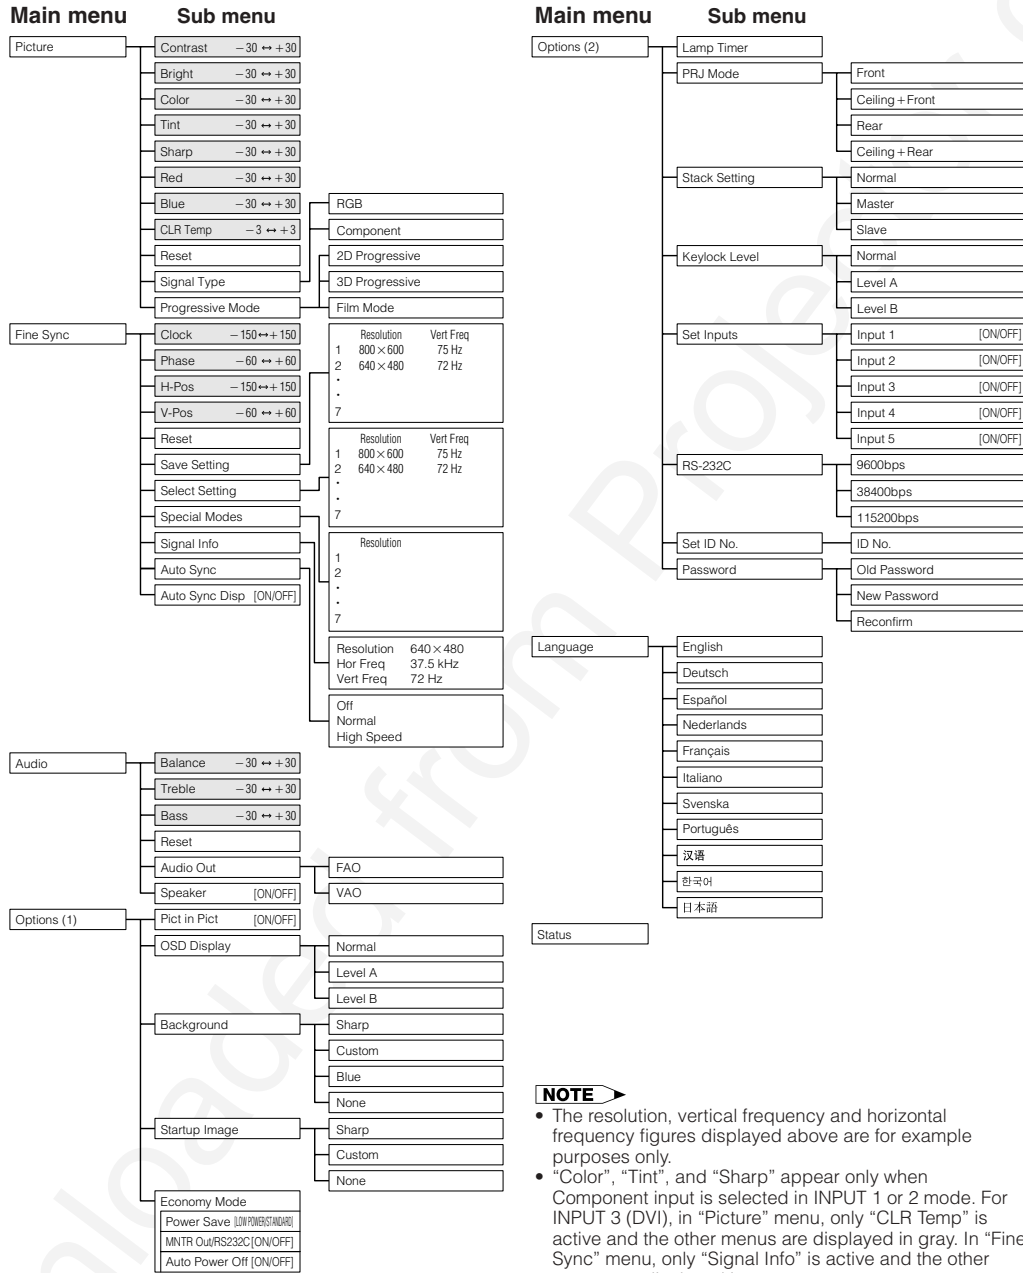 Main menu
Sub menu
Picture
Contrast −30 ↔ +30
Bright −30 ↔ +30
Color −30 ↔ +30
Tint −30 ↔ +30
Sharp −30 ↔ +30
Red −30 ↔ +30
Blue −30 ↔ +30
CLR Temp −3 ↔ +3
Reset
Signal Type
Progressive Mode
RGB
Component
2D Progressive
3D Progressive
Film Mode
Fine Sync
Clock −150↔+150
Phase −60 ↔ +60
H-Pos −150↔+150
V-Pos −60 ↔ +60
Reset
Save Setting
Select Setting
Special Modes
Signal Info
Auto Sync
Auto Sync Disp [ON/OFF]
Resolution Vert Freq
1 800×600 75 Hz
2 640×480 72 Hz
•
•
7
Resolution Vert Freq
1 800×600 75 Hz
2 640×480 72 Hz
•
•
7
Resolution
1
2
•
•
7
Resolution 640×480
Hor Freq 37.5 kHz
Vert Freq 72 Hz
Off
Normal
High Speed
Audio
Balance −30 ↔ +30
Treble −30 ↔ +30
Bass −30 ↔ +30
Reset
Audio Out
Speaker [ON/OFF]
FAO
VAO
Options (1)
Pict in Pict [ON/OFF]
OSD Display
Normal
Level A
Level B
Background
Sharp
Custom
Blue
None
Startup Image
Sharp
Custom
None
Economy Mode
Power Save [LOW POWER/STANDARD]
MNTR Out/RS232C [ON/OFF]
Auto Power Off [ON/OFF]
Main menu
Sub menu
Options (2)
Lamp Timer
PRJ Mode
Front
Ceiling+Front
Rear
Ceiling+Rear
Stack Setting
Normal
Master
Slave
Keylock Level
Normal
Level A
Level B
Set Inputs
Input 1 [ON/OFF]
Input 2 [ON/OFF]
Input 3 [ON/OFF]
Input 4 [ON/OFF]
Input 5 [ON/OFF]
RS-232C
9600bps
38400bps
115200bps
Set ID No.
ID No.
Password
Old Password
New Password
Reconfirm
Language
English
Deutsch
Español
Nederlands
Français
Italiano
Svenska
Português
汉语
한국어
日本語
Status
NOTE
• The resolution, vertical frequency and horizontal
frequency figures displayed above are for example
purposes only.
• “Color”, “Tint”, and “Sharp” appear only when
Component input is selected in INPUT 1 or 2 mode. For
INPUT 3 (DVI), in “Picture” menu, only “CLR Temp” is
active and the other menus are displayed in gray. In “Fine
Sync” menu, only “Signal Info” is active and the other